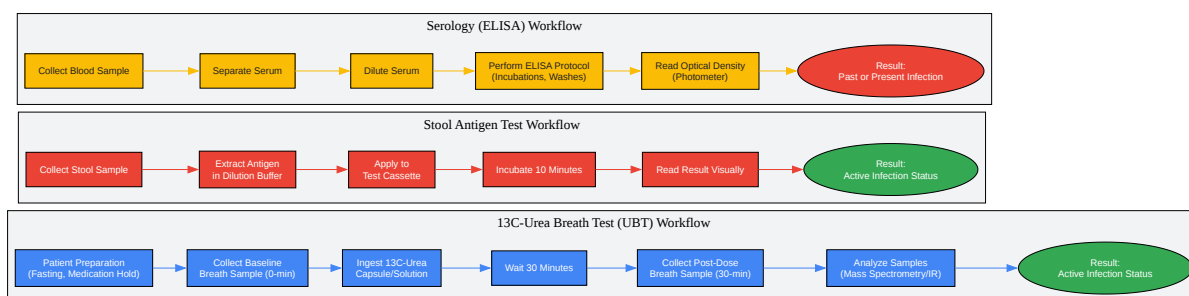 Serology (ELISA) Workflow
Collect Blood Sample
Separate Serum
Dilute Serum
Perform ELISA Protocol
(Incubations, Washes)
Read Optical Density
(Photometer)
Result:
Past or Present Infection
Stool Antigen Test Workflow
Collect Stool Sample
Extract Antigen
in Dilution Buffer
Apply to
Test Cassette
Incubate 10 Minutes
Read Result Visually
Result:
Active Infection Status
13C-Urea Breath Test (UBT) Workflow
Patient Preparation
(Fasting, Medication Hold)
Collect Baseline
Breath Sample (0-min)
Ingest 13C-Urea
Capsule/Solution
Wait 30 Minutes
Collect Post-Dose
Breath Sample (30-min)
Analyze Samples
(Mass Spectrometry/IR)
Result:
Active Infection Status